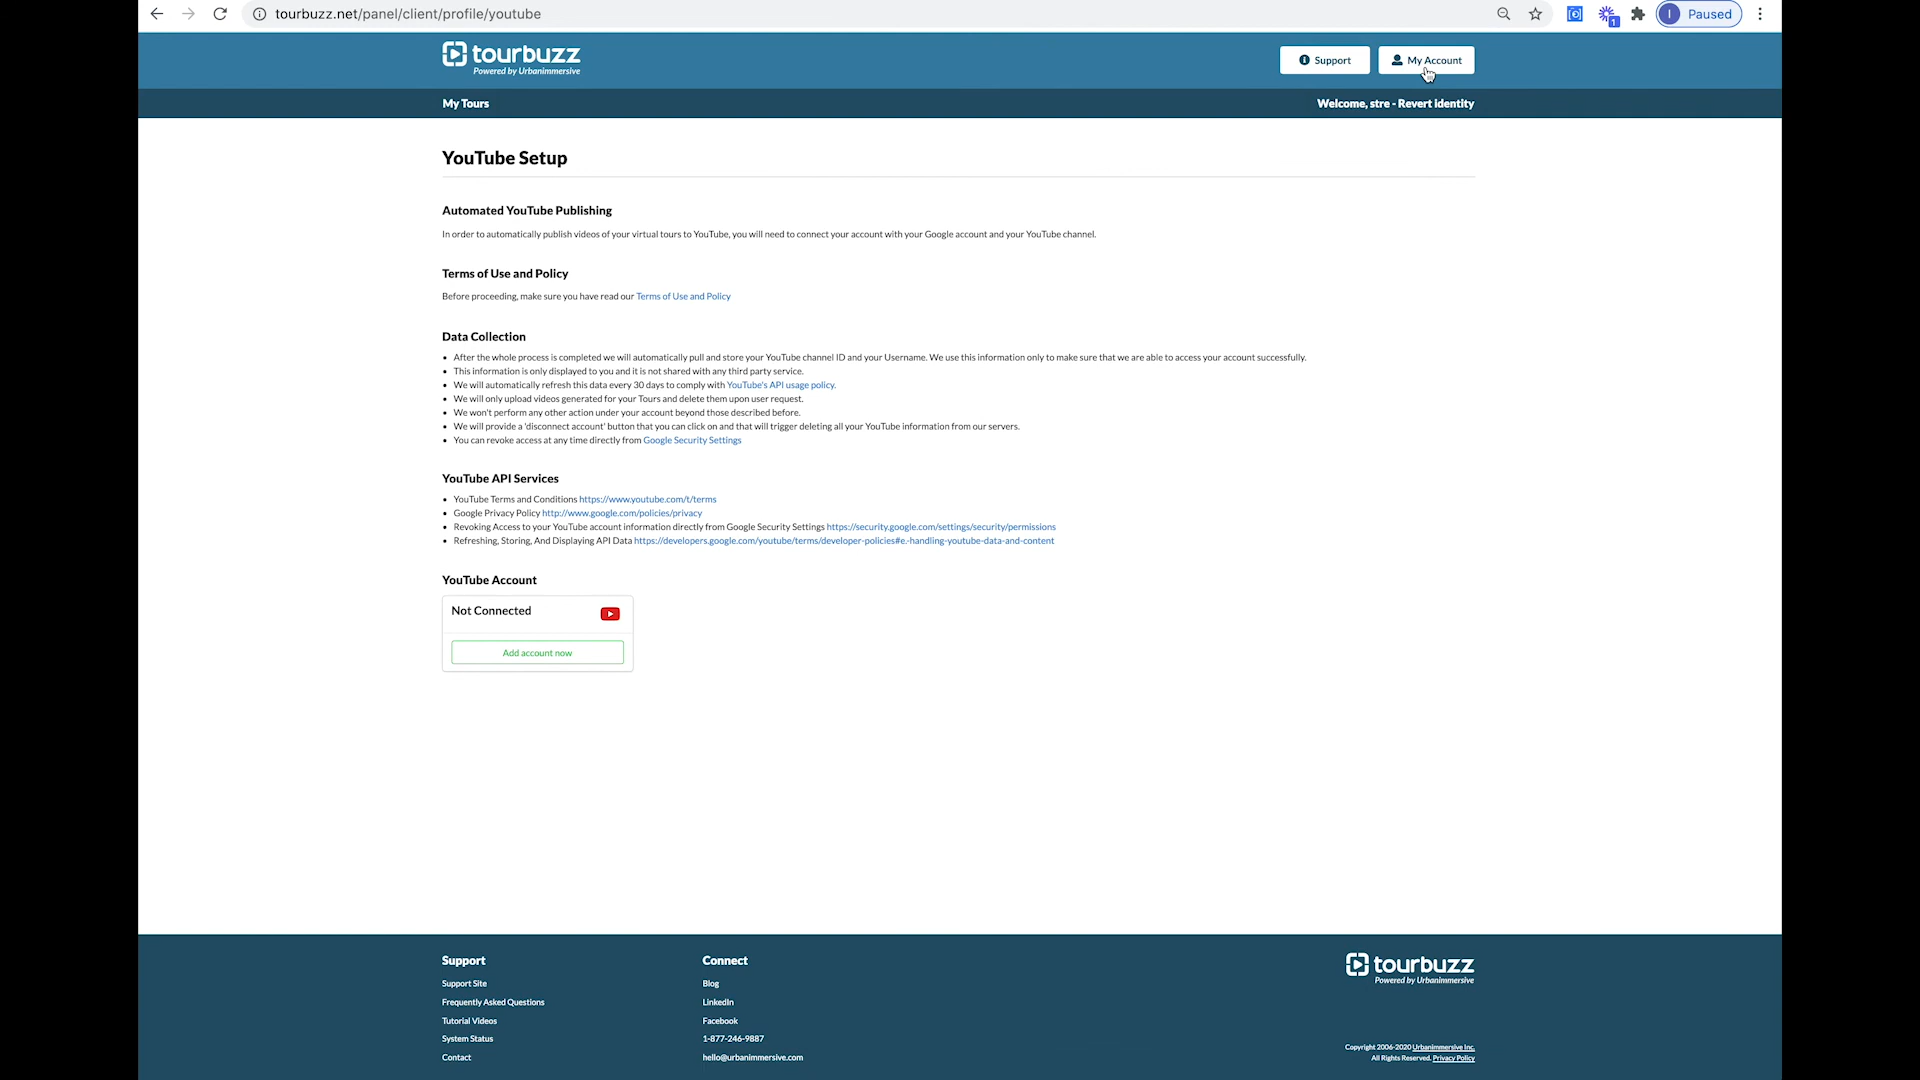 tourbuzz.net/panel/client/profile/youtube
1
I
Paused
tourbuzz
Powered by Urbanimmersive
Support
My Account
My Tours
Welcome, stre - Revert identity
YouTube Setup
Automated YouTube Publishing
In order to automatically publish videos of your virtual tours to YouTube, you will need to connect your account with your Google account and your YouTube channel.
Terms of Use and Policy
Before proceeding, make sure you have read our Terms of Use and Policy
Data Collection
• After the whole process is completed we will automatically pull and store your YouTube channel ID and your Username. We use this information only to make sure that we are able to access your account successfully.
• This information is only displayed to you and it is not shared with any third party service.
• We will automatically refresh this data every 30 days to comply with YouTube's API usage policy.
• We will only upload videos generated for your Tours and delete them upon user request.
• We won't perform any other action under your account beyond those described before.
• We will provide a 'disconnect account' button that you can click on and that will trigger deleting all your YouTube information from our servers.
• You can revoke access at any time directly from Google Security Settings
YouTube API Services
• YouTube Terms and Conditions https://www.youtube.com/t/terms
• Google Privacy Policy http://www.google.com/policies/privacy
• Revoking Access to your YouTube account information directly from Google Security Settings https://security.google.com/settings/security/permissions
• Refreshing, Storing, And Displaying API Data https://developers.google.com/youtube/terms/developer-policies#e.-handling-youtube-data-and-content
YouTube Account
Not Connected
Add account now
Support
Support Site
Frequently Asked Questions
Tutorial Videos
System Status
Contact
Connect
Blog
LinkedIn
Facebook
1-877-246-9887
hello@urbanimmersive.com
tourbuzz
Powered by Urbanimmersive
Copyright 2006-2020 Urbanimmersive Inc.
All Rights Reserved. Privacy Policy